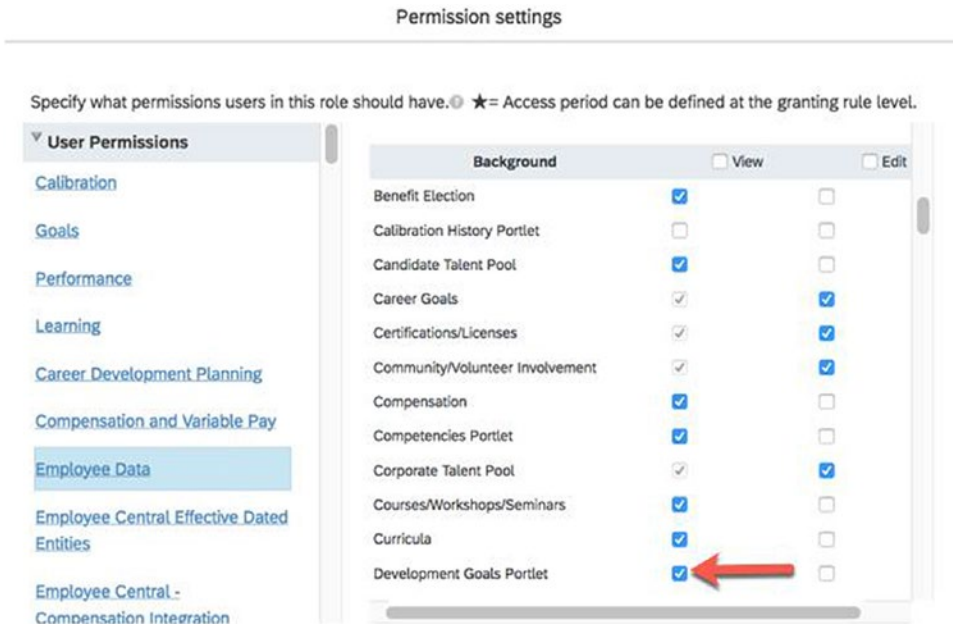 Permission settings
Specify what permissions users in this role should have. ★= Access period can be defined at the granting rule level.
User Permissions
Calibration
Goals
Performance
Learning
Career Development Planning
Compensation and Variable Pay
Employee Data
Employee Central Effective Dated
Entities
Employee Central -
Compensation Integration
Background View Edit
Benefit Election
Calibration History Portlet
Candidate Talent Pool
Career Goals
Certifications/Licenses
Community/Volunteer Involvement
Compensation
Competencies Portlet
Corporate Talent Pool
Courses/Workshops/Seminars
Curricula
Development Goals Portlet